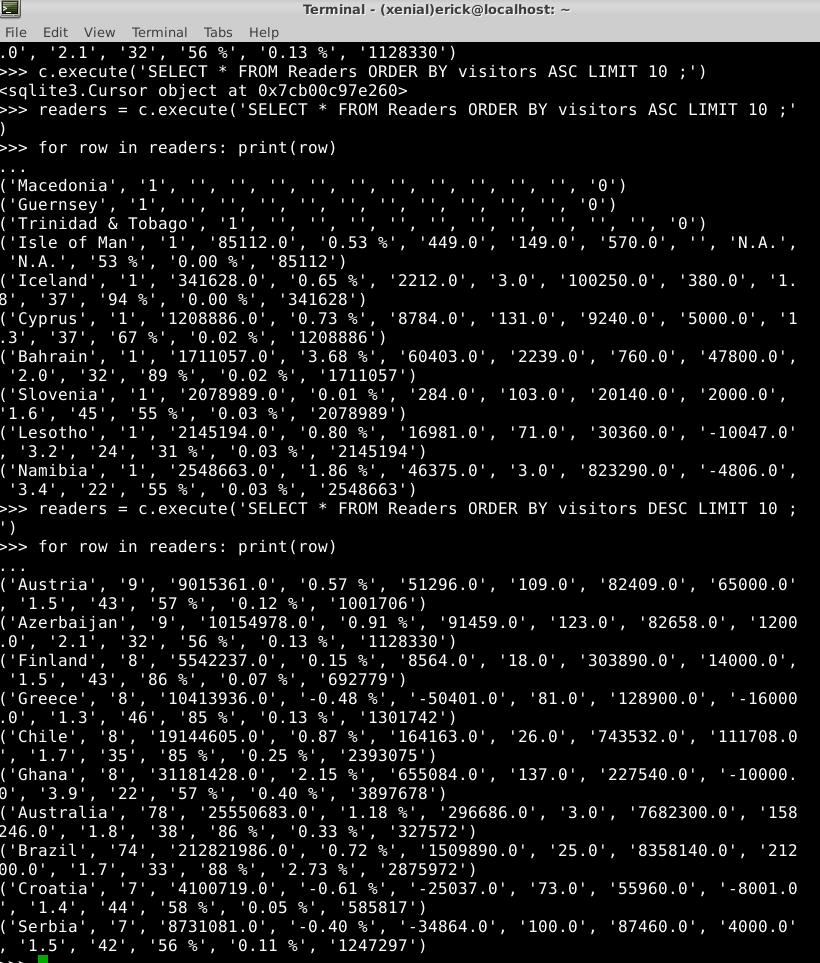 Terminal - (xenial)erick@localhost: ~
File Edit View Terminal Tabs Help
.0', '2.1', '32', '56 %', '0.13 %', '1128330')
>>> c.execute('SELECT * FROM Readers ORDER BY visitors ASC LIMIT 10 ;')
<sqlite3.Cursor object at 0x7cb00c97e260>
>>> readers = c.execute('SELECT * FROM Readers ORDER BY visitors ASC LIMIT 10 ;'
)
>>> for row in readers: print(row)
...
('Macedonia', '1', '', '', '', '', '', '', '', '', '', '', '0')
('Guernsey', '1', '', '', '', '', '', '', '', '', '', '', '0')
('Trinidad & Tobago', '1', '', '', '', '', '', '', '', '', '', '', '0')
('Isle of Man', '1', '85112.0', '0.53 %', '449.0', '149.0', '570.0', '', 'N.A.',
'N.A.', '53 %', '0.00 %', '85112')
('Iceland', '1', '341628.0', '0.65 %', '2212.0', '3.0', '100250.0', '380.0', '1.
8', '37', '94 %', '0.00 %', '341628')
('Cyprus', '1', '1208886.0', '0.73 %', '8784.0', '131.0', '9240.0', '5000.0', '1
.3', '37', '67 %', '0.02 %', '1208886')
('Bahrain', '1', '1711057.0', '3.68 %', '60403.0', '2239.0', '760.0', '47800.0',
'2.0', '32', '89 %', '0.02 %', '1711057')
('Slovenia', '1', '2078989.0', '0.01 %', '284.0', '103.0', '20140.0', '2000.0',
'1.6', '45', '55 %', '0.03 %', '2078989')
('Lesotho', '1', '2145194.0', '0.80 %', '16981.0', '71.0', '30360.0', '-10047.0'
, '3.2', '24', '31 %', '0.03 %', '2145194')
('Namibia', '1', '2548663.0', '1.86 %', '46375.0', '3.0', '823290.0', '-4806.0',
'3.4', '22', '55 %', '0.03 %', '2548663')
>>> readers = c.execute('SELECT * FROM Readers ORDER BY visitors DESC LIMIT 10 ;
')
>>> for row in readers: print(row)
...
('Austria', '9', '9015361.0', '0.57 %', '51296.0', '109.0', '82409.0', '65000.0'
, '1.5', '43', '57 %', '0.12 %', '1001706')
('Azerbaijan', '9', '10154978.0', '0.91 %', '91459.0', '123.0', '82658.0', '1200
.0', '2.1', '32', '56 %', '0.13 %', '1128330')
('Finland', '8', '5542237.0', '0.15 %', '8564.0', '18.0', '303890.0', '14000.0',
'1.5', '43', '86 %', '0.07 %', '692779')
('Greece', '8', '10413936.0', '-0.48 %', '-50401.0', '81.0', '128900.0', '-16000
.0', '1.3', '46', '85 %', '0.13 %', '1301742')
('Chile', '8', '19144605.0', '0.87 %', '164163.0', '26.0', '743532.0', '111708.0
', '1.7', '35', '85 %', '0.25 %', '2393075')
('Ghana', '8', '31181428.0', '2.15 %', '655084.0', '137.0', '227540.0', '-10000.
0', '3.9', '22', '57 %', '0.40 %', '3897678')
('Australia', '78', '25550683.0', '1.18 %', '296686.0', '3.0', '7682300.0', '158
246.0', '1.8', '38', '86 %', '0.33 %', '327572')
('Brazil', '74', '212821986.0', '0.72 %', '1509890.0', '25.0', '8358140.0', '212
00.0', '1.7', '33', '88 %', '2.73 %', '2875972')
('Croatia', '7', '4100719.0', '-0.61 %', '-25037.0', '73.0', '55960.0', '-8001.0
', '1.4', '44', '58 %', '0.05 %', '585817')
('Serbia', '7', '8731081.0', '-0.40 %', '-34864.0', '100.0', '87460.0', '4000.0'
, '1.5', '42', '56 %', '0.11 %', '1247297')
>>>